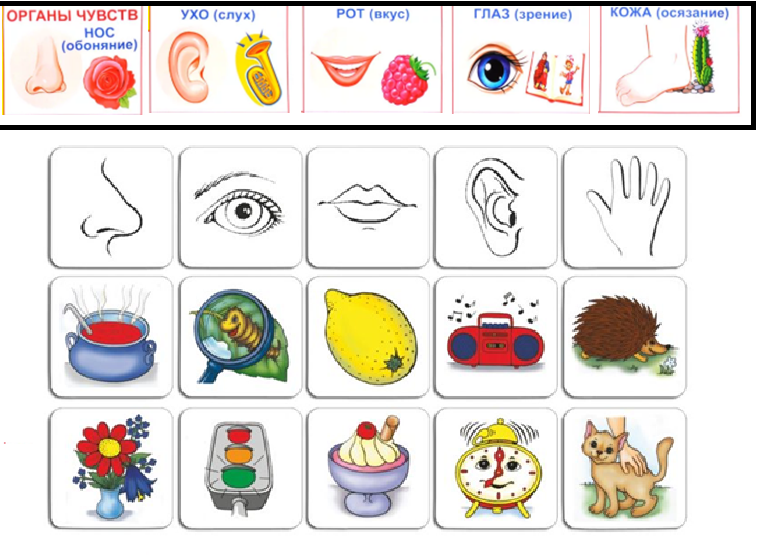 ОРГАНЫ ЧУВСТВ
НОС
(обоняние)
УХО (слух)
РОТ (вкус)
ГЛАЗ (зрение)
КОЖА (осязание)